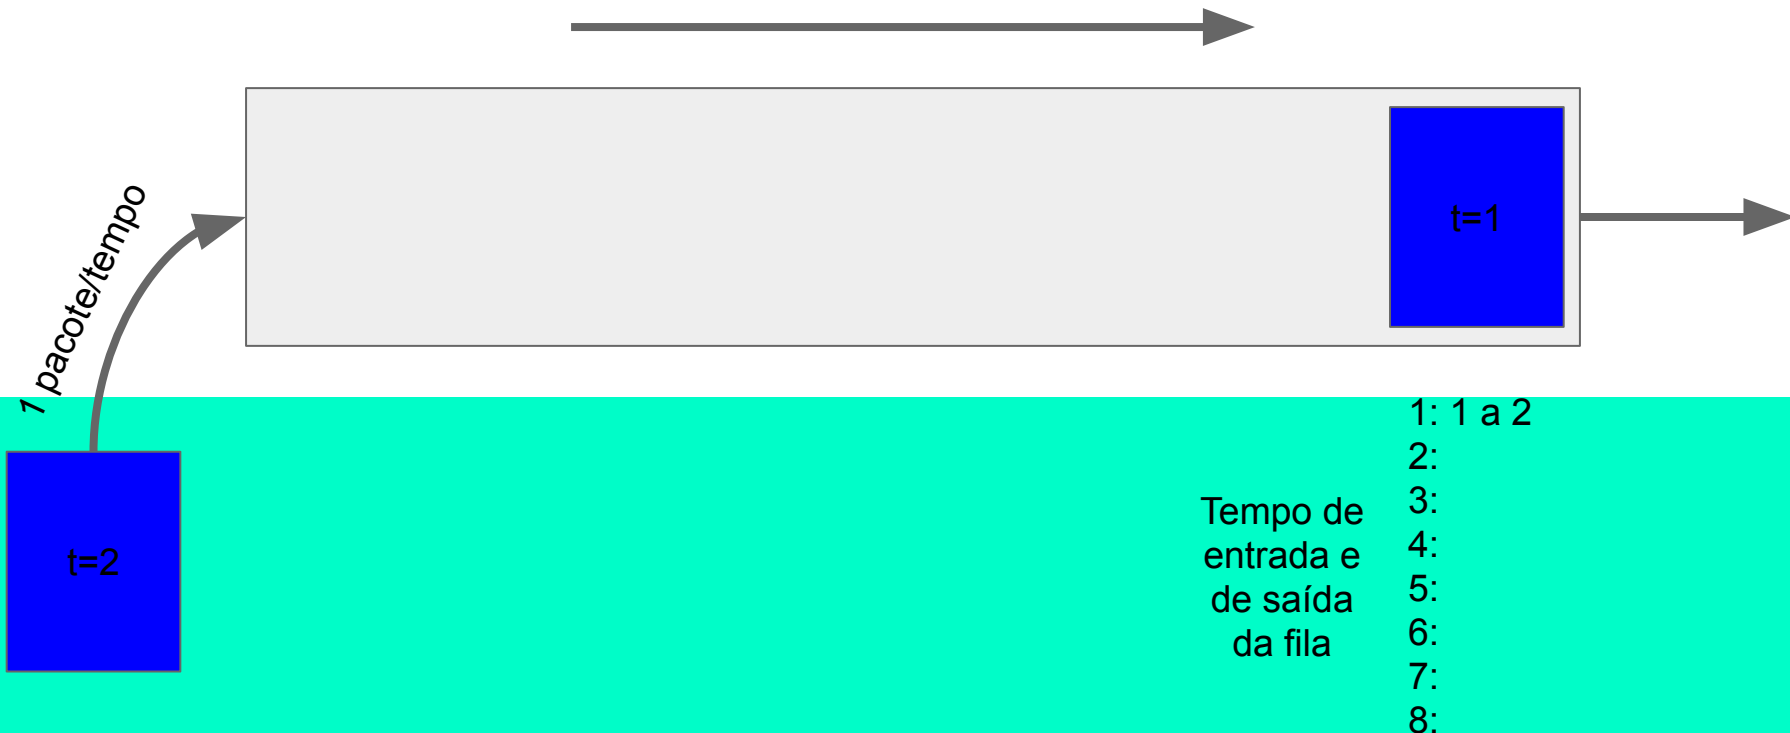 1 pacote/tempo
t=1
t=2
Tempo de
entrada e
de saída
da fila
1: 1 a 2
2:
3:
4:
5:
6:
7:
8: